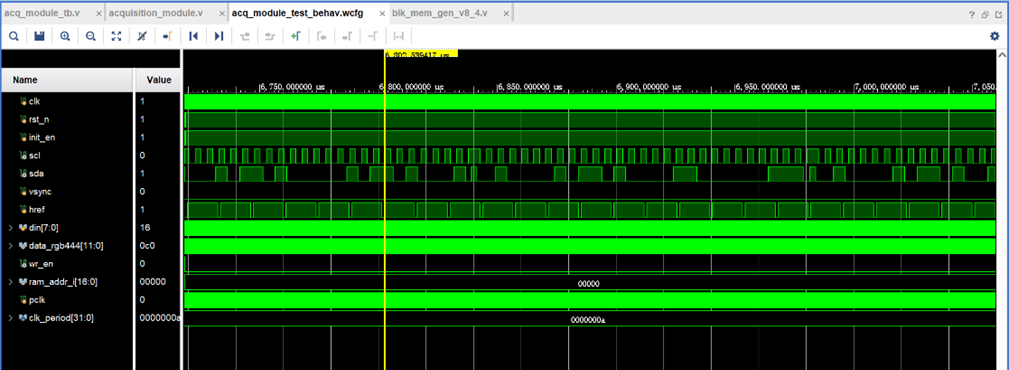 acq_module_tb.v × acquisition_module.v × acq_module_test_behav.wcfg × blk_mem_gen_v8_4.v ×
6,802.539417 us
Name Value
6,750.000000 us 6,800.000000 us 6,850.000000 us 6,900.000000 us 6,950.000000 us 7,000.000000 us 7,050.
clk 1
rst_n 1
init_en 1
scl 0
sda 1
vsync 0
href 1
din[7:0] 16
data_rgb444[11:0] 0c0
wr_en 0
ram_addr_i[16:0] 00000 00000
pclk 0
clk_period[31:0] 0000000a 0000000a